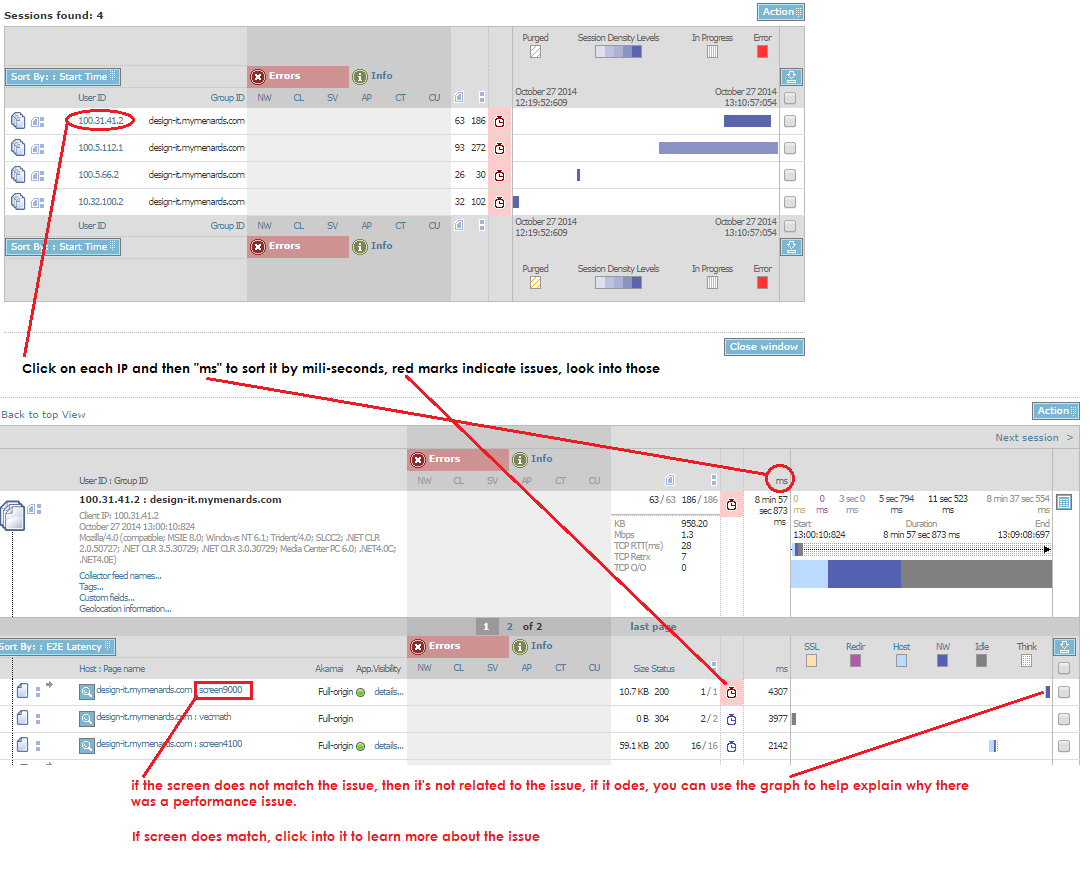 Sessions found: 4
Action
Purged Session Density Levels In Progress Error
Sort By: : Start Time
Errors Info
User ID Group ID NW CL SV AP CT CU
October 27 2014 October 27 2014
12:19:52:609 13:10:57:054
100.31.41.2 design-it.mymenards.com 63 186
100.5.112.1 design-it.mymenards.com 93 272
100.5.66.2 design-it.mymenards.com 26 30
10.32.100.2 design-it.mymenards.com 32 102
User ID Group ID NW CL SV AP CT CU
October 27 2014 October 27 2014
12:19:52:609 13:10:57:054
Sort By: : Start Time
Errors Info
Purged Session Density Levels In Progress Error
Close window
Click on each IP and then "ms" to sort it by mili-seconds, red marks indicate issues, look into those
Back to top View
Action
Next session >
Errors Info
User ID : Group ID NW CL SV AP CT CU ms
100.31.41.2 : design-it.mymenards.com
Client IP: 100.31.41.2
October 27 2014 13:00:10:824
Mozilla/4.0 (compatible; MSIE 8.0; Windows NT 6.1; Trident/4.0; SLCC2; .NET CLR
2.0.50727; .NET CLR 3.5.30729; .NET CLR 3.0.30729; Media Center PC 6.0; .NET4.0C;
.NET4.0E)
Collector feed names...
Tags...
Custom fields...
Geolocation information...
63 / 63 186 / 186
KB 958.20
Mbps 1.3
TCP RTT(ms) 28
TCP Retrx 7
TCP O/O 0
8 min 57
sec 873
ms
0 ms
0 ms
3 sec 0 ms
5 sec 794 ms
11 sec 523 ms
8 min 37 sec 554 ms
Start Duration End
13:00:10:824 8 min 57 sec 873 ms 13:09:08:697
1 2 of 2 last page
Sort By: : E2E Latency
Errors Info
SSL Redir Host NW Idle Think
Host : Page name Akamai App.Visibility NW CL SV AP CT CU Size Status ms
design-it.mymenards.com : screen9000 Full-origin details... 10.7 KB 200 1 / 1 4307
design-it.mymenards.com : vecmath Full-origin 0 B 304 2 / 2 3977
design-it.mymenards.com : screen4100 Full-origin details... 59.1 KB 200 16 / 16 2142
if the screen does not match the issue, then it's not related to the issue, if it odes, you can use the graph to help explain why there
was a performance issue.
If screen does match, click into it to learn more about the issue